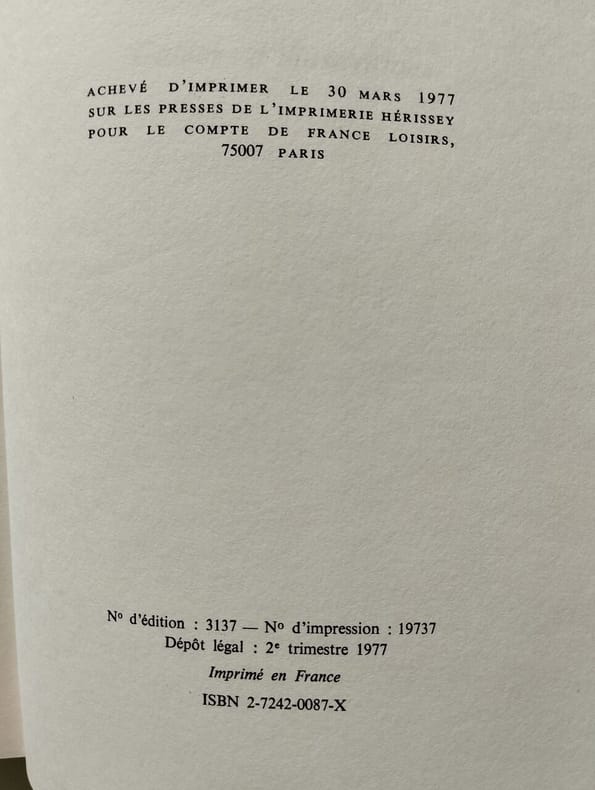 ACHEVÉ D'IMPRIMER LE 30 MARS 1977
SUR LES PRESSES DE L'IMPRIMERIE HÉRISSEY
POUR LE COMPTE DE FRANCE LOISIRS,
75007 PARIS
Nº d'édition : 3137 — Nº d'impression : 19737
Dépôt légal : 2e trimestre 1977
Imprimé en France
ISBN 2-7242-0087-X